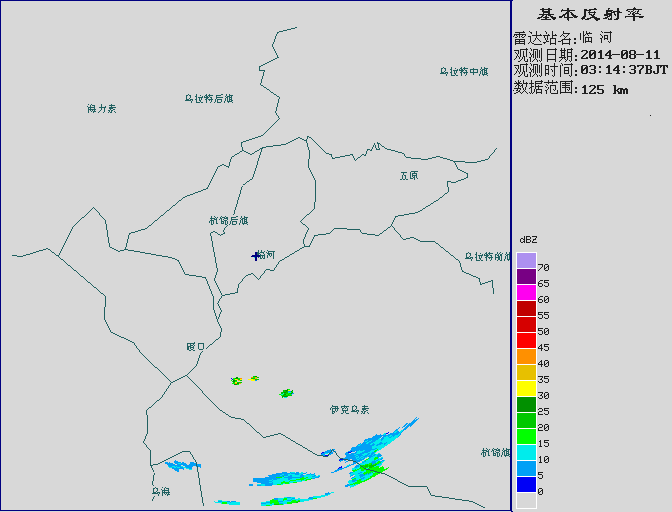 基本反射率
雷达站名:临 河
观测日期:2014-08-11
观测时间:03:14:37BJT
数据范围:125 km
乌拉特中旗
乌拉特后旗
海力素
五原
杭锦后旗
临河
乌拉特前旗
dBZ
70
65
60
55
50
45
40
35
30
25
20
15
10
5
0
伊克乌素
杭锦旗
乌海